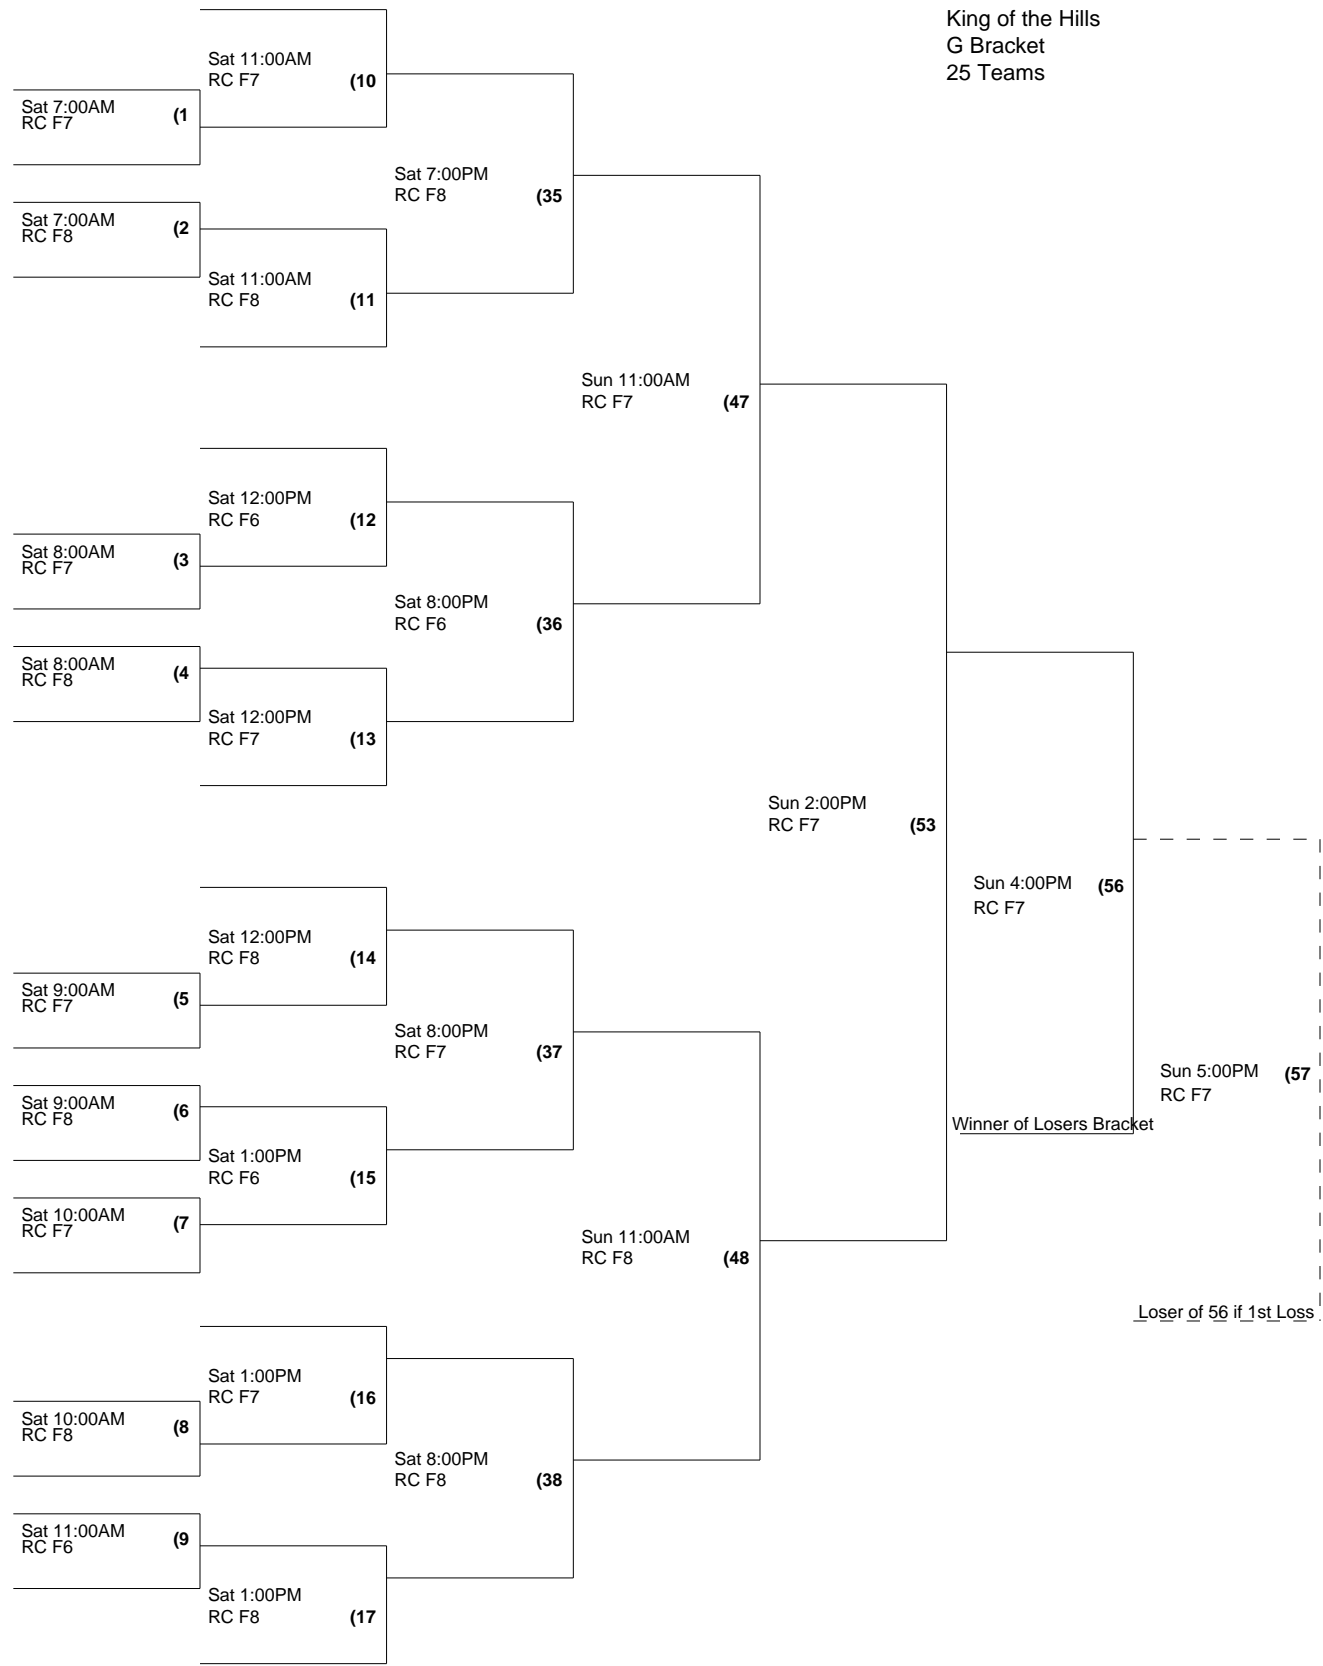 King of the Hills
G Bracket
25 Teams
Sat 11:00AM
RC F7 (10
Sat 7:00AM (1
RC F7
Sat 7:00PM
RC F8 (35
Sat 7:00AM (2
RC F8
Sat 11:00AM
RC F8 (11
Sun 11:00AM
RC F7 (47
Sat 12:00PM
RC F6 (12
Sat 8:00AM (3
RC F7
Sat 8:00PM
RC F6 (36
Sat 8:00AM (4
RC F8
Sat 12:00PM
RC F7 (13
Sun 2:00PM
RC F7 (53
Sun 4:00PM (56
RC F7
Sat 12:00PM
RC F8 (14
Sat 9:00AM (5
RC F7
Sat 8:00PM
RC F7 (37
Sun 5:00PM (57
RC F7
Sat 9:00AM (6
RC F8
Winner of Losers Bracket
Sat 1:00PM
RC F6 (15
Sat 10:00AM (7
RC F7
Sun 11:00AM
RC F8 (48
Loser of 56 if 1st Loss
Sat 1:00PM
RC F7 (16
Sat 10:00AM (8
RC F8
Sat 8:00PM
RC F8 (38
Sat 11:00AM (9
RC F6
Sat 1:00PM
RC F8 (17